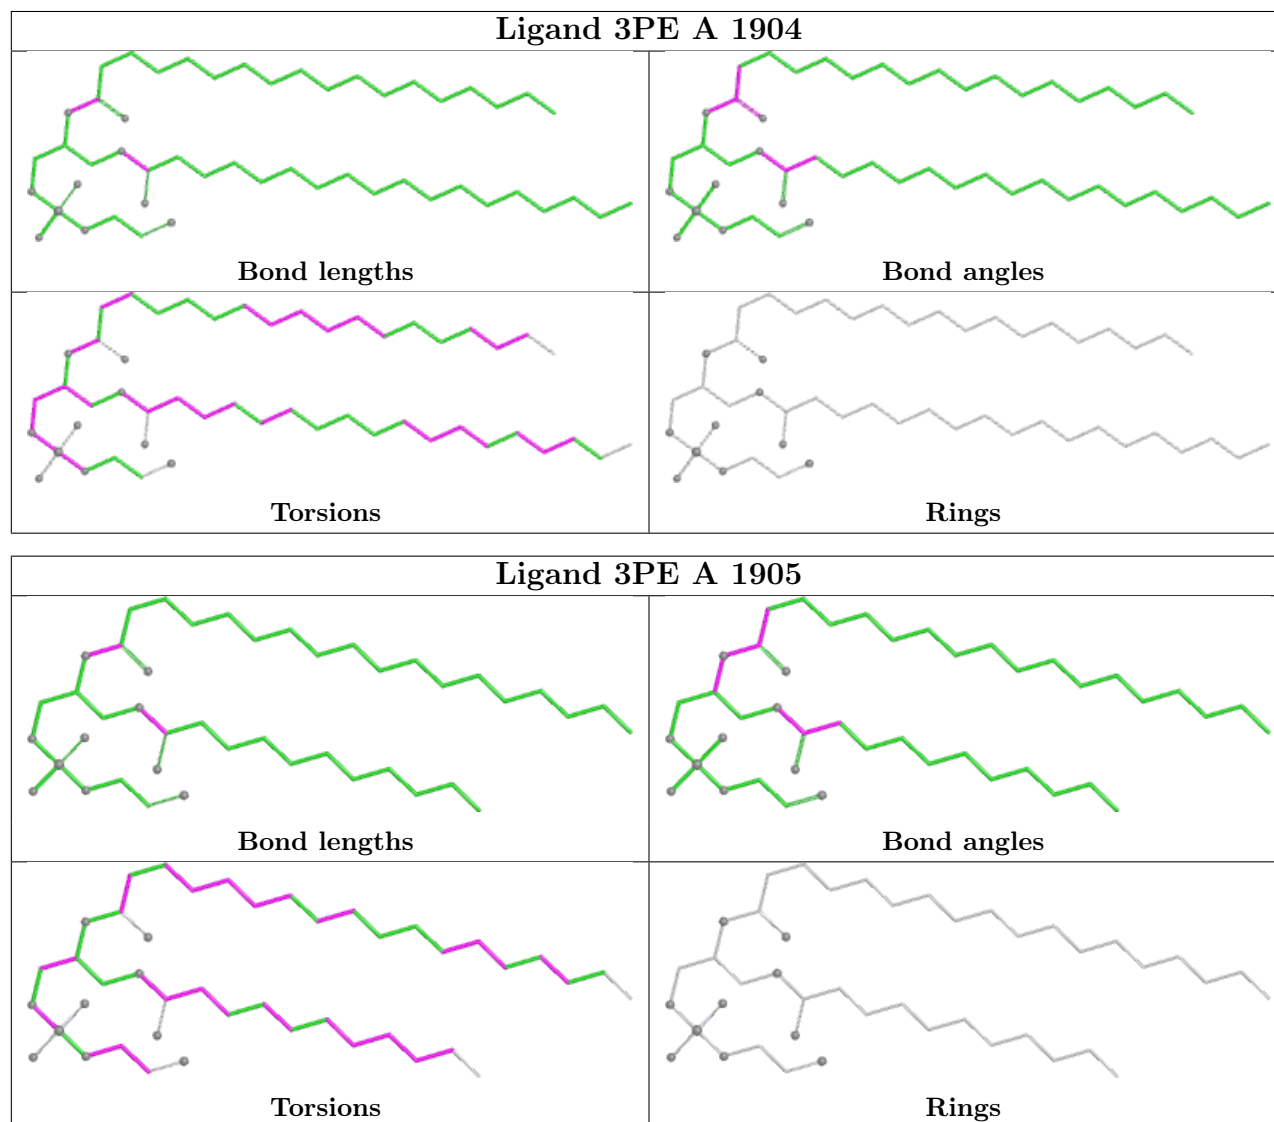 Ligand 3PE A 1904
Bond lengths
Bond angles
Torsions
Rings
Ligand 3PE A 1905
Bond lengths
Bond angles
Torsions
Rings